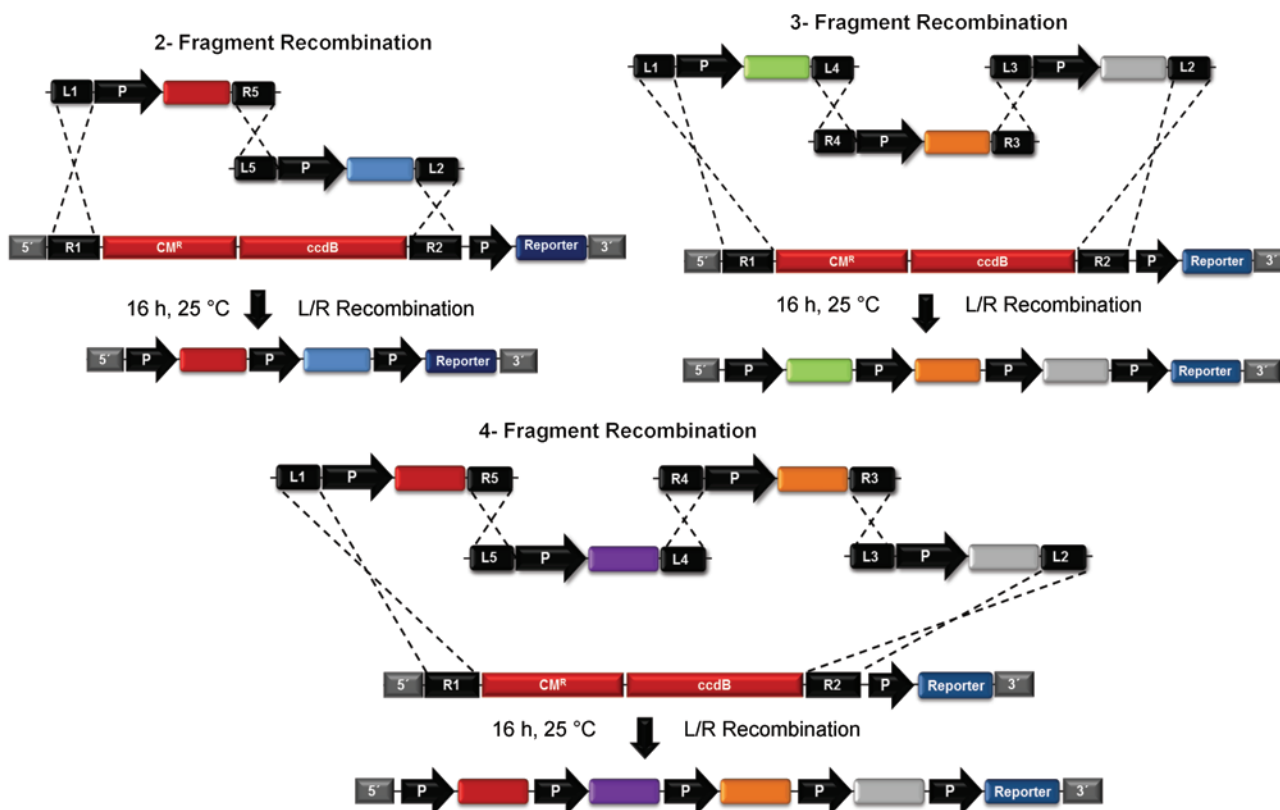 2- Fragment Recombination
L1 P R5
L5 P L2
5´ R1 CMᴿ ccdB R2 P Reporter 3´
16 h, 25 °C L/R Recombination
5´ P P P Reporter 3´
3- Fragment Recombination
L1 P L4 L3 P L2
R4 P R3
5´ R1 CMᴿ ccdB R2 P Reporter 3´
16 h, 25 °C L/R Recombination
5´ P P P P Reporter 3´
4- Fragment Recombination
L1 P R5 R4 P R3
L5 P L4 L3 P L2
5´ R1 CMᴿ ccdB R2 P Reporter 3´
16 h, 25 °C L/R Recombination
5´ P P P P P Reporter 3´